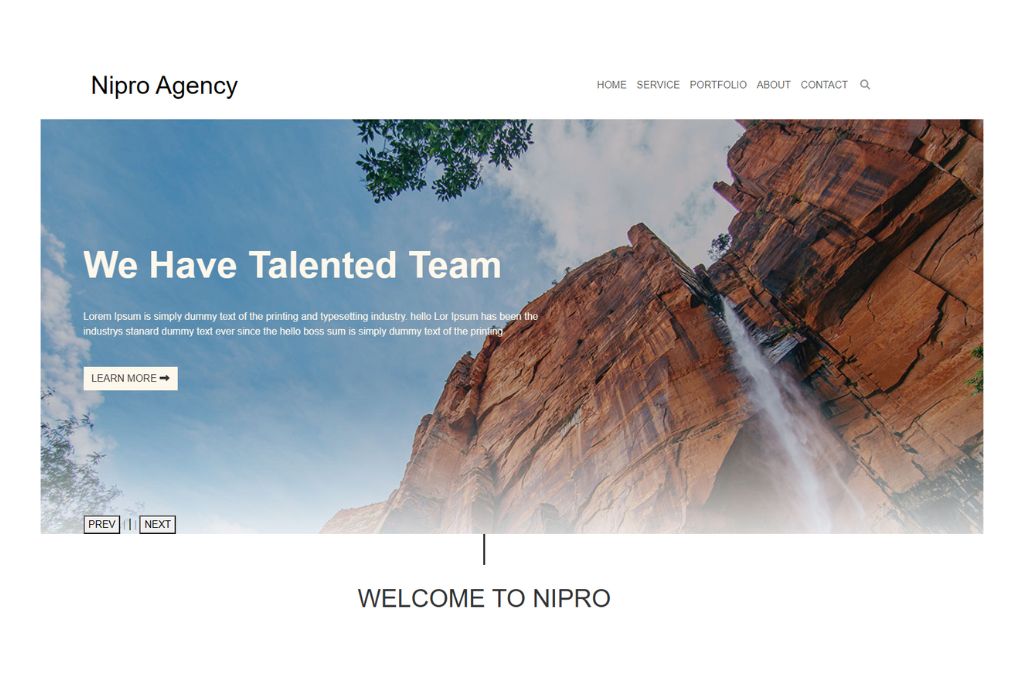 Nipro Agency
HOME SERVICE PORTFOLIO ABOUT CONTACT
We Have Talented Team
Lorem Ipsum is simply dummy text of the printing and typesetting industry. hello Lor Ipsum has been the
industrys stanard dummy text ever since the hello boss sum is simply dummy text of the printing.
LEARN MORE
PREV | NEXT
WELCOME TO NIPRO